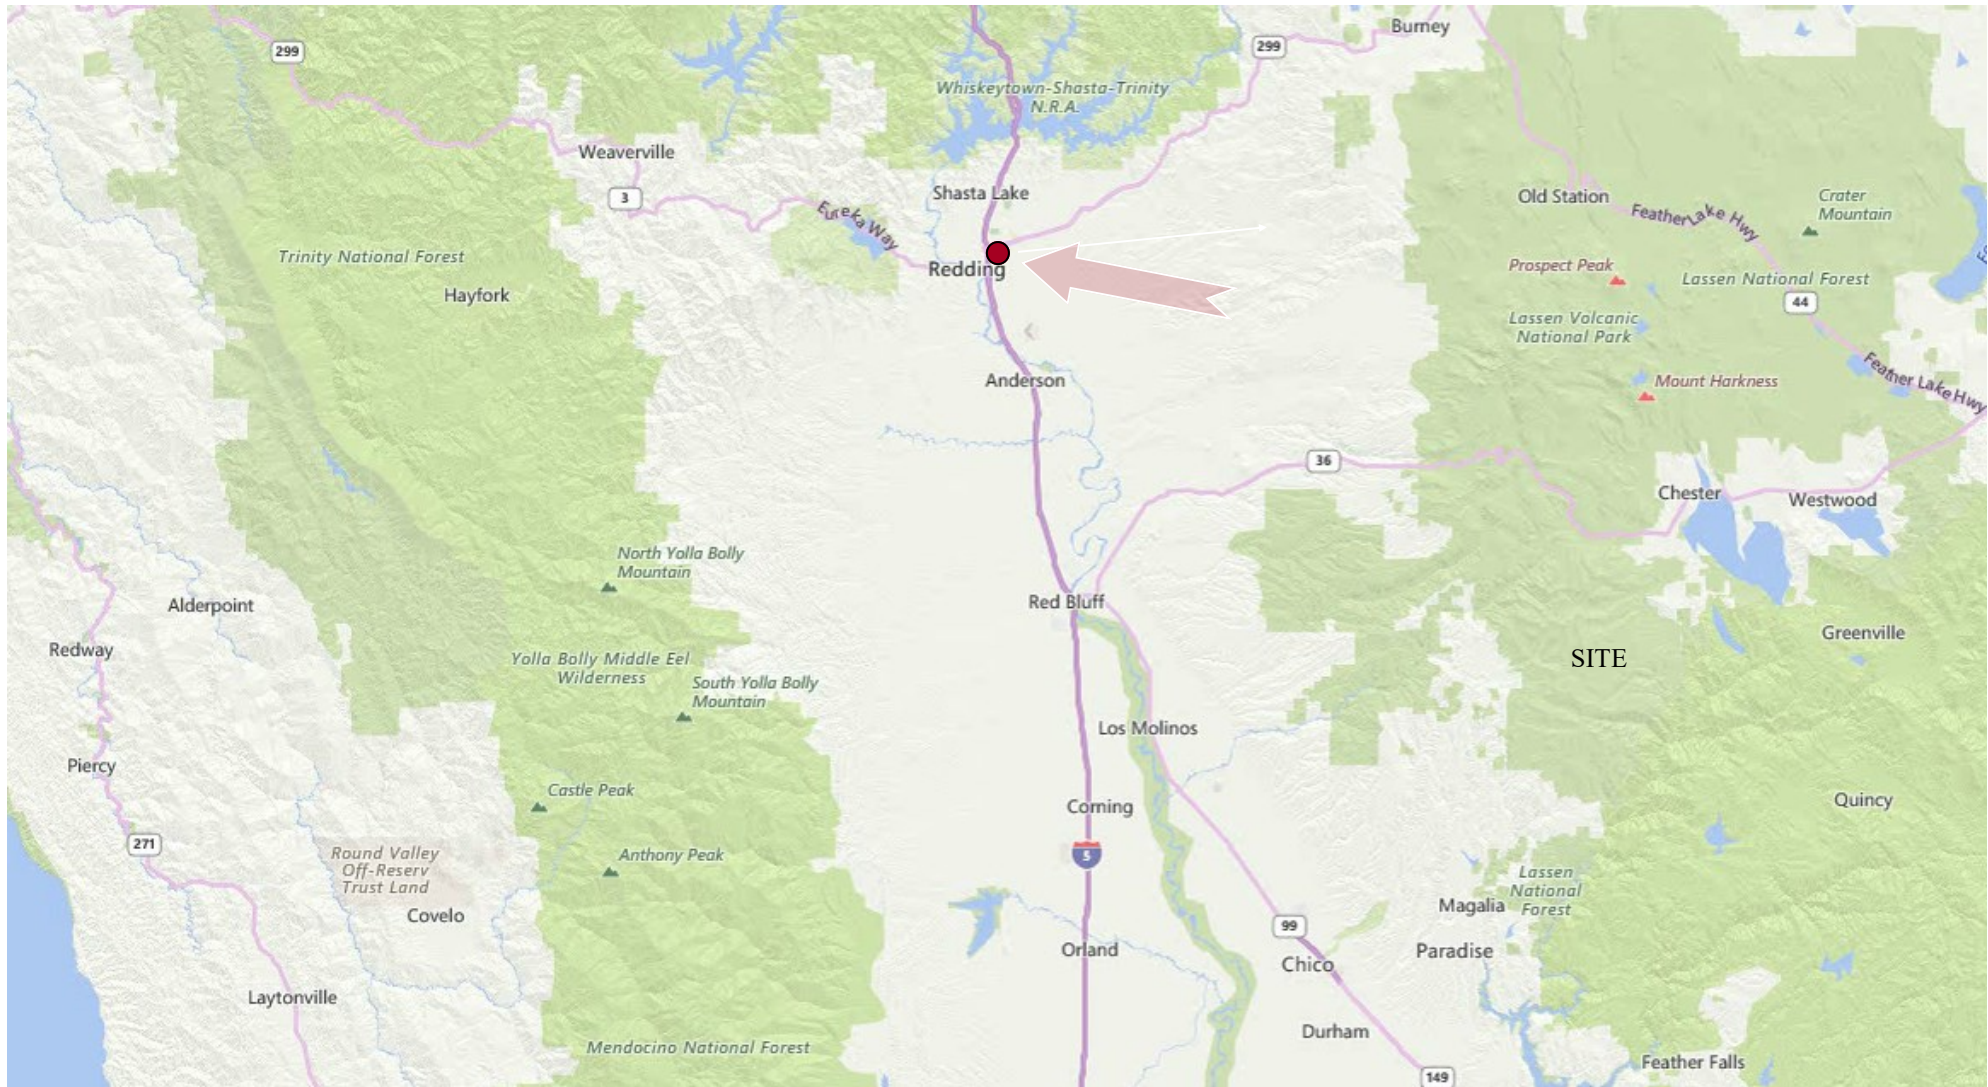 Burney
299
299
Whiskeytown-Shasta-Trinity
N.R.A.
Weaverville
3
Shasta Lake
Old Station
Crater
Mountain
Eureka Way
Feather Lake Hwy
Trinity National Forest
Redding
Prospect Peak
Lassen National Forest
Hayfork
44
Lassen Volcanic
National Park
Anderson
Mount Harkness
Feather Lake Hwy
36
Chester
Westwood
North Yolla Bolly
Mountain
Alderpoint
Red Bluff
Greenville
Redway
Yolla Bolly Middle Eel
Wilderness
SITE
South Yolla Bolly
Mountain
Los Molinos
Piercy
Castle Peak
Corning
Quincy
271
5
Round Valley
Off-Reserv
Trust Land
Anthony Peak
Lassen
National
Forest
Covelo
Magalia
99
Orland
Paradise
Chico
Laytonville
Durham
Mendocino National Forest
Feather Falls
149